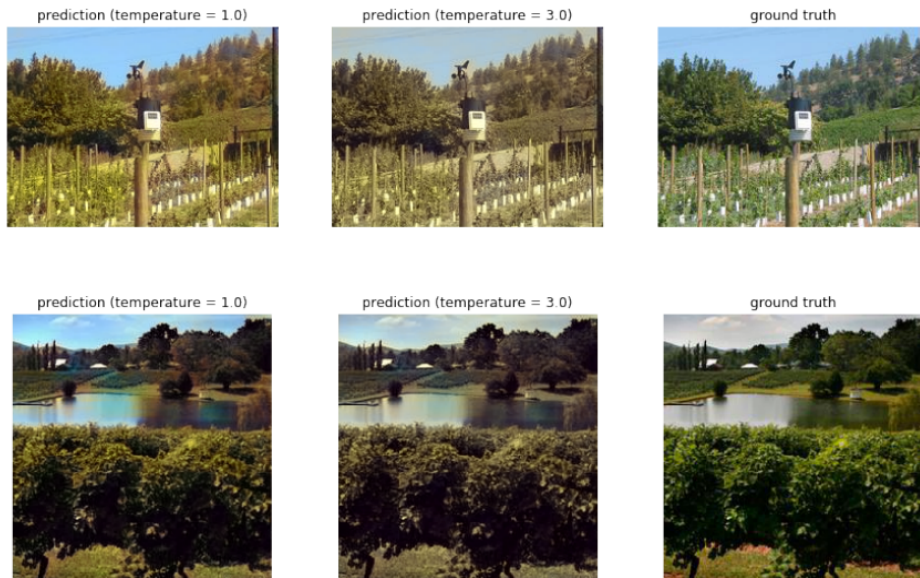 prediction (temperature = 1.0)
prediction (temperature = 3.0)
ground truth
prediction (temperature = 1.0)
prediction (temperature = 3.0)
ground truth